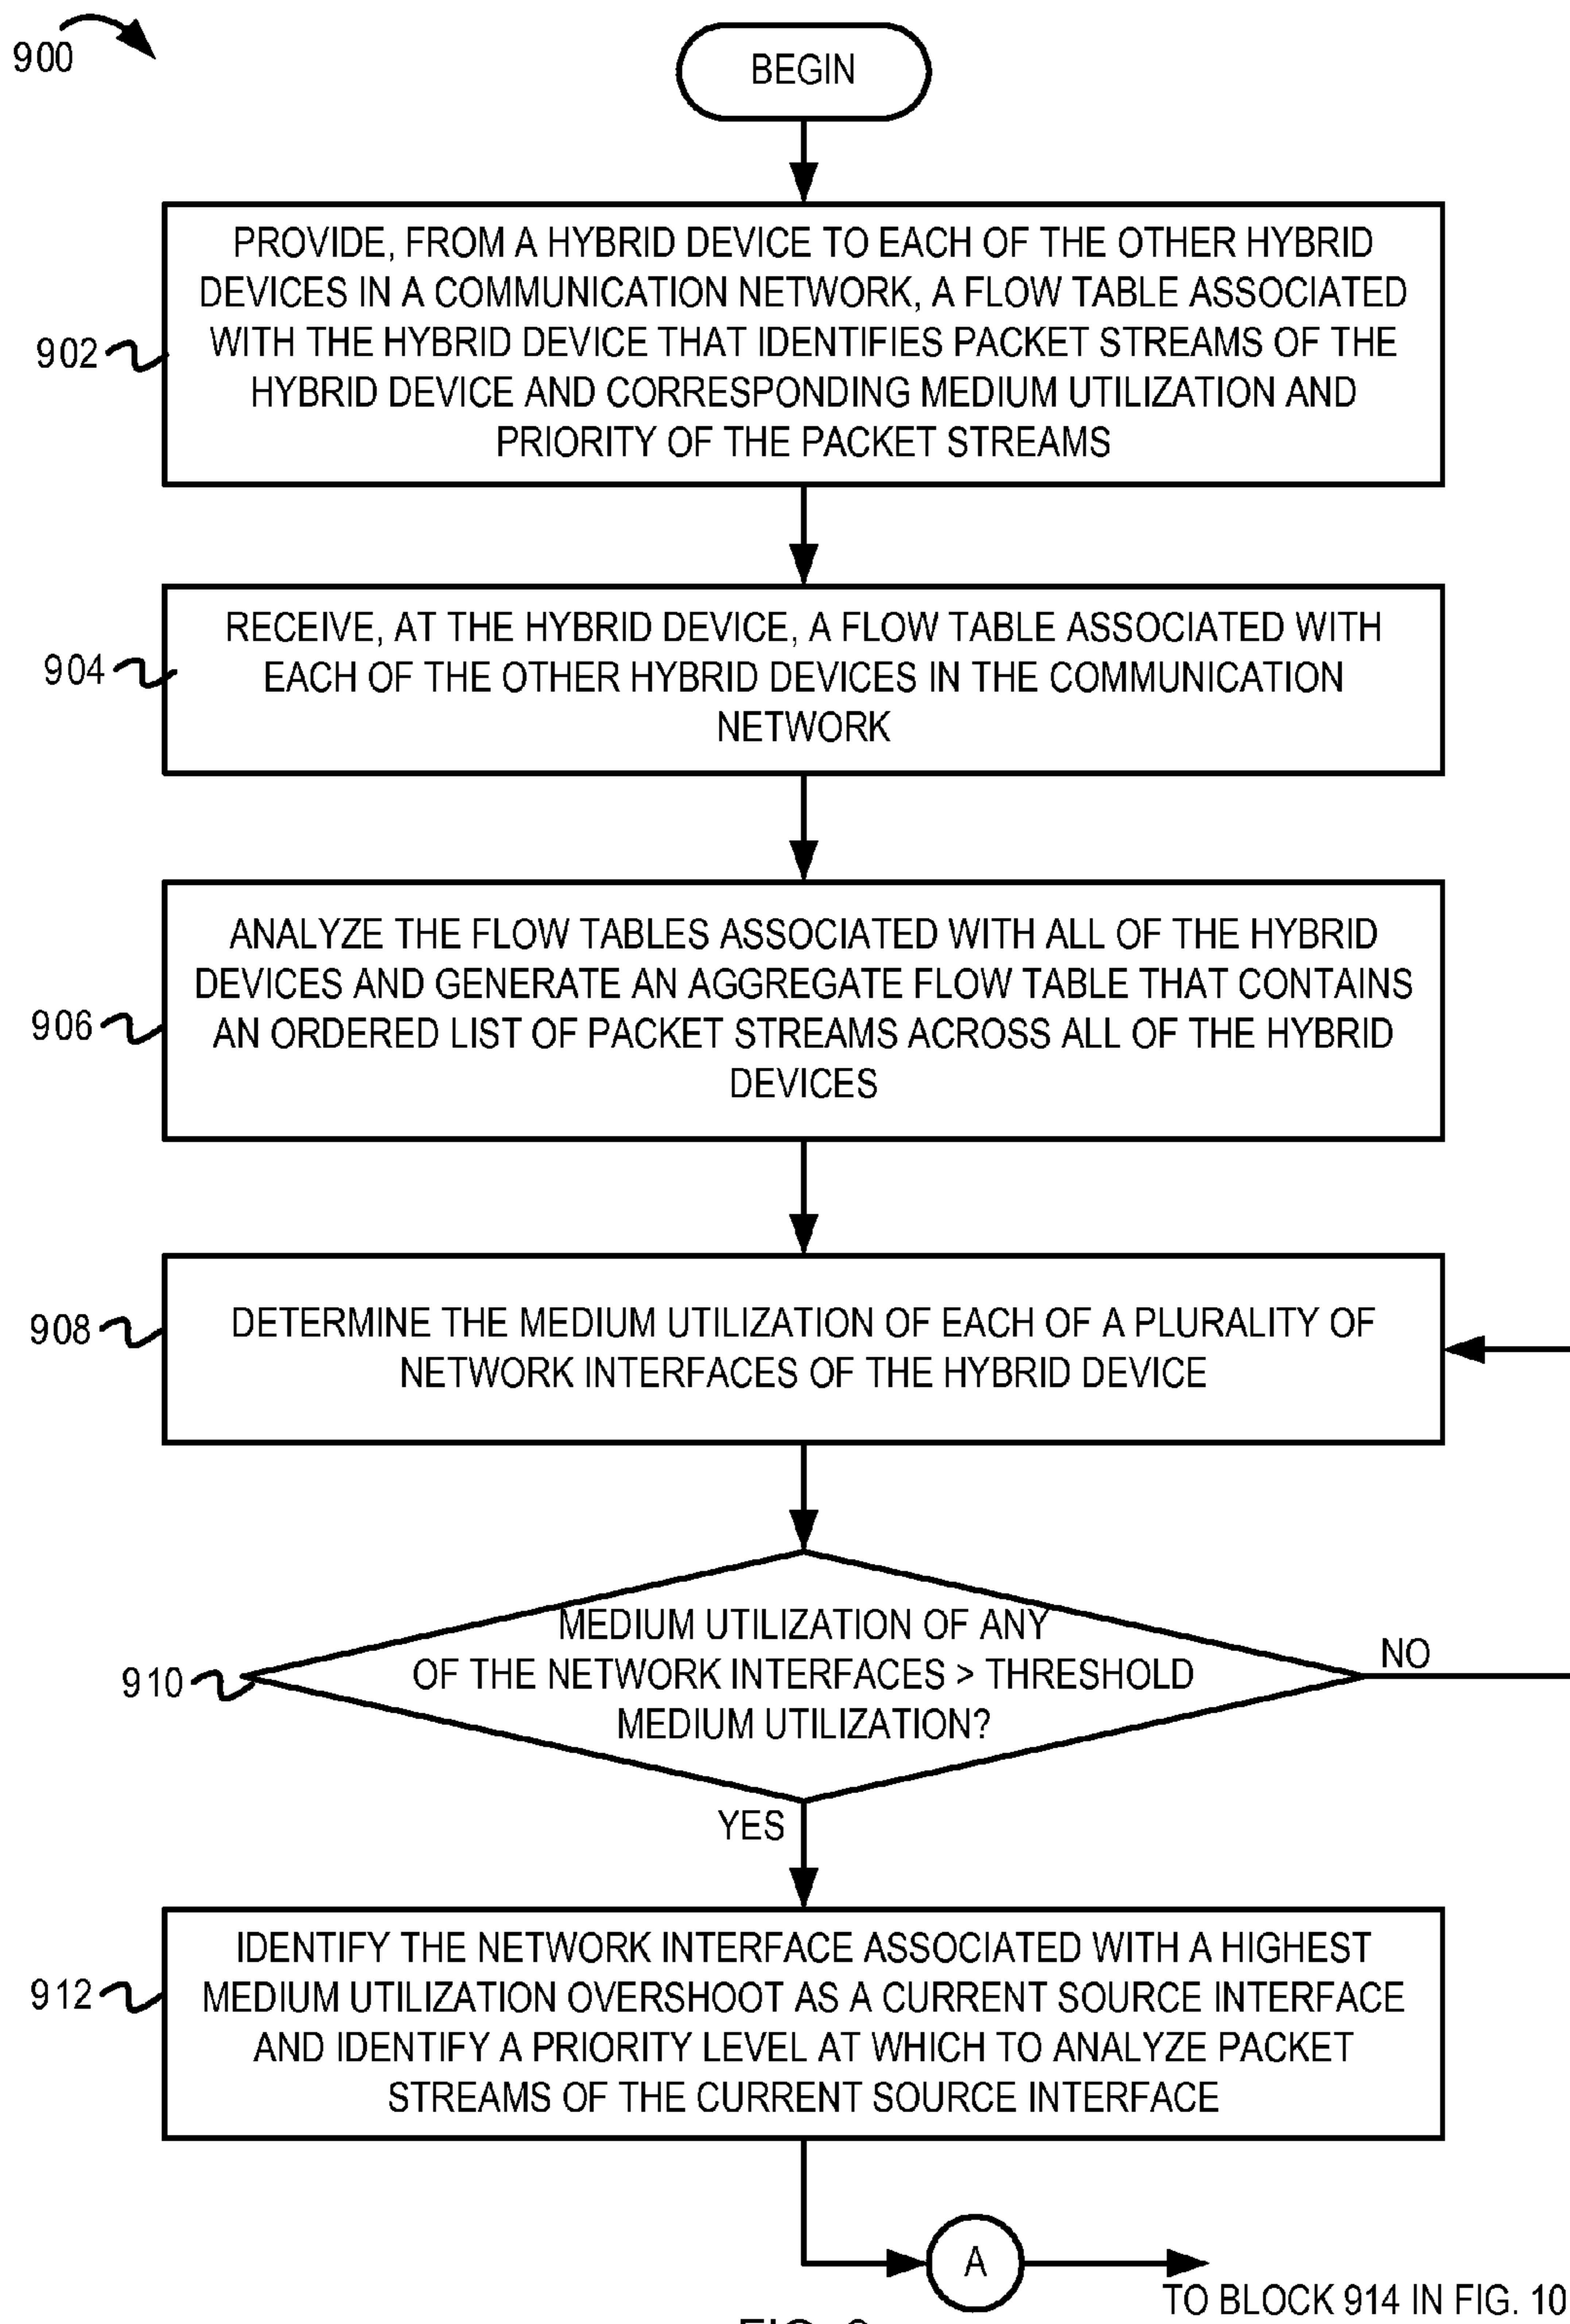 900
BEGIN
PROVIDE, FROM A HYBRID DEVICE TO EACH OF THE OTHER HYBRID
DEVICES IN A COMMUNICATION NETWORK, A FLOW TABLE ASSOCIATED
WITH THE HYBRID DEVICE THAT IDENTIFIES PACKET STREAMS OF THE
HYBRID DEVICE AND CORRESPONDING MEDIUM UTILIZATION AND
PRIORITY OF THE PACKET STREAMS
902
RECEIVE, AT THE HYBRID DEVICE, A FLOW TABLE ASSOCIATED WITH
EACH OF THE OTHER HYBRID DEVICES IN THE COMMUNICATION
NETWORK
904
ANALYZE THE FLOW TABLES ASSOCIATED WITH ALL OF THE HYBRID
DEVICES AND GENERATE AN AGGREGATE FLOW TABLE THAT CONTAINS
AN ORDERED LIST OF PACKET STREAMS ACROSS ALL OF THE HYBRID
DEVICES
906
DETERMINE THE MEDIUM UTILIZATION OF EACH OF A PLURALITY OF
NETWORK INTERFACES OF THE HYBRID DEVICE
908
MEDIUM UTILIZATION OF ANY
OF THE NETWORK INTERFACES > THRESHOLD
MEDIUM UTILIZATION?
910
NO
YES
IDENTIFY THE NETWORK INTERFACE ASSOCIATED WITH A HIGHEST
MEDIUM UTILIZATION OVERSHOOT AS A CURRENT SOURCE INTERFACE
AND IDENTIFY A PRIORITY LEVEL AT WHICH TO ANALYZE PACKET
STREAMS OF THE CURRENT SOURCE INTERFACE
912
A
TO BLOCK 914 IN FIG. 10